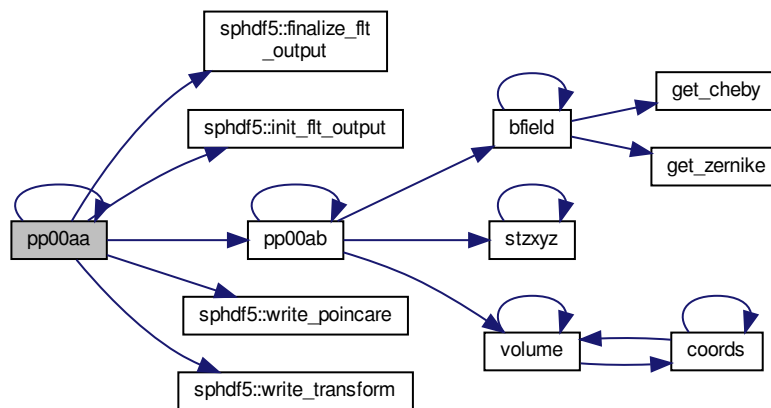 sphdf5::finalize_flt
_output
sphdf5::init_flt_output
pp00aa
pp00ab
sphdf5::write_poincare
sphdf5::write_transform
bfield
stzxyz
volume
get_cheby
get_zernike
coords